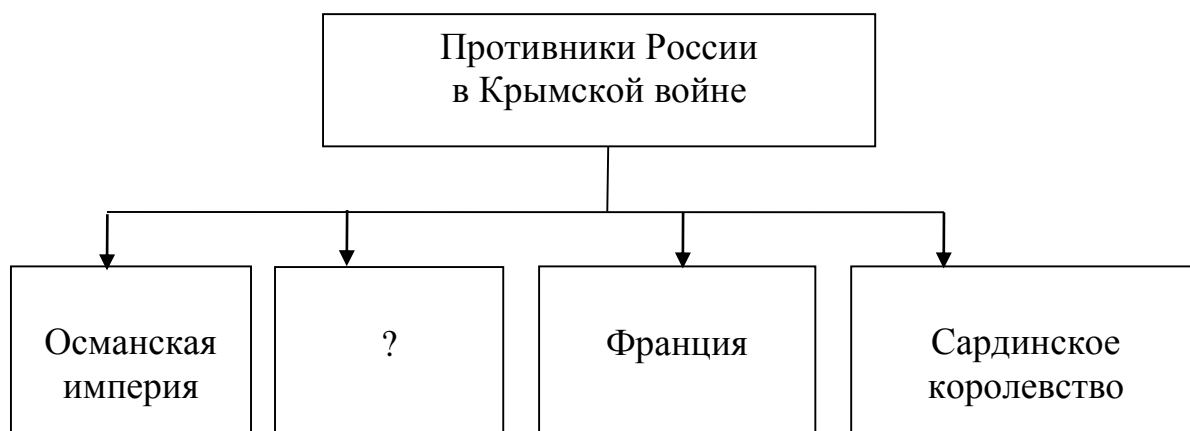 Противники России
в Крымской войне
Османская
империя
?
Франция
Сардинское
королевство